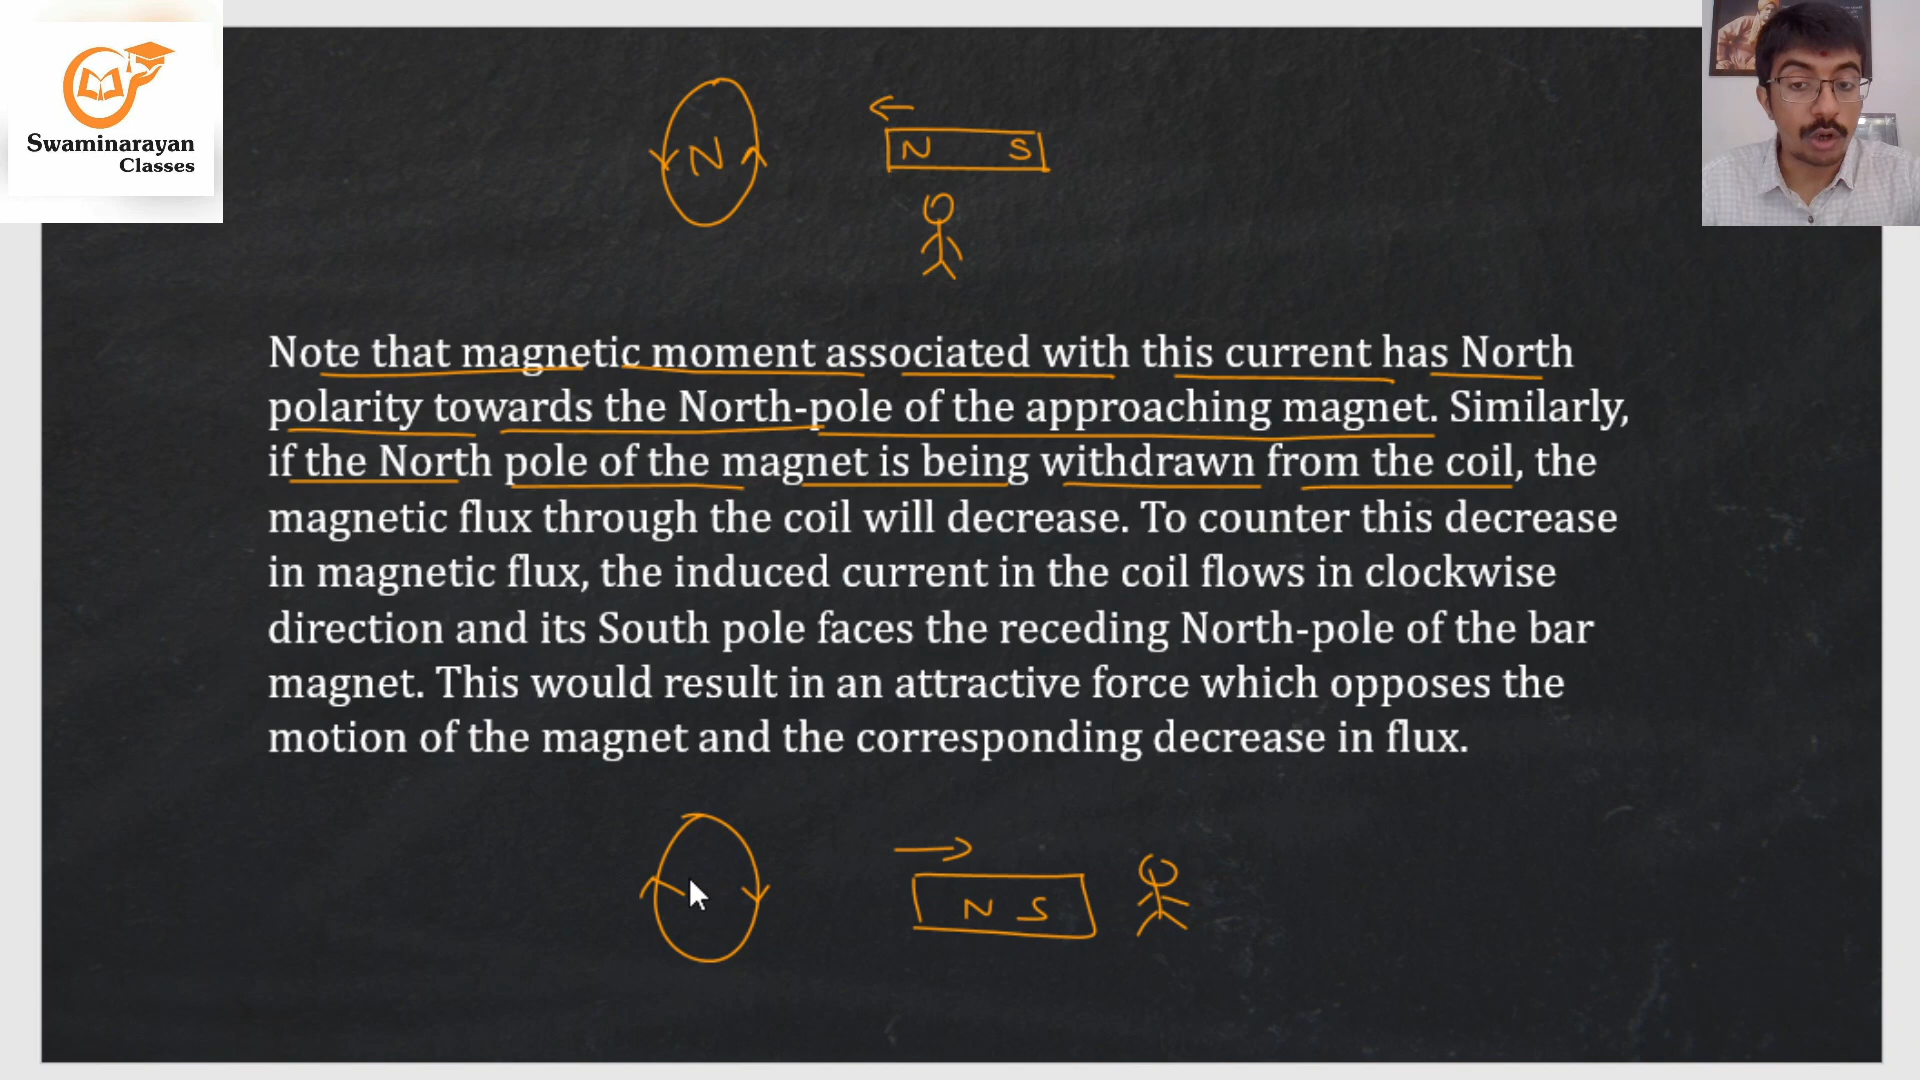 Swaminarayan
Classes
N
N S
Note that magnetic moment associated with this current has North
polarity towards the North-pole of the approaching magnet. Similarly,
if the North pole of the magnet is being withdrawn from the coil, the
magnetic flux through the coil will decrease. To counter this decrease
in magnetic flux, the induced current in the coil flows in clockwise
direction and its South pole faces the receding North-pole of the bar
magnet. This would result in an attractive force which opposes the
motion of the magnet and the corresponding decrease in flux.
N S